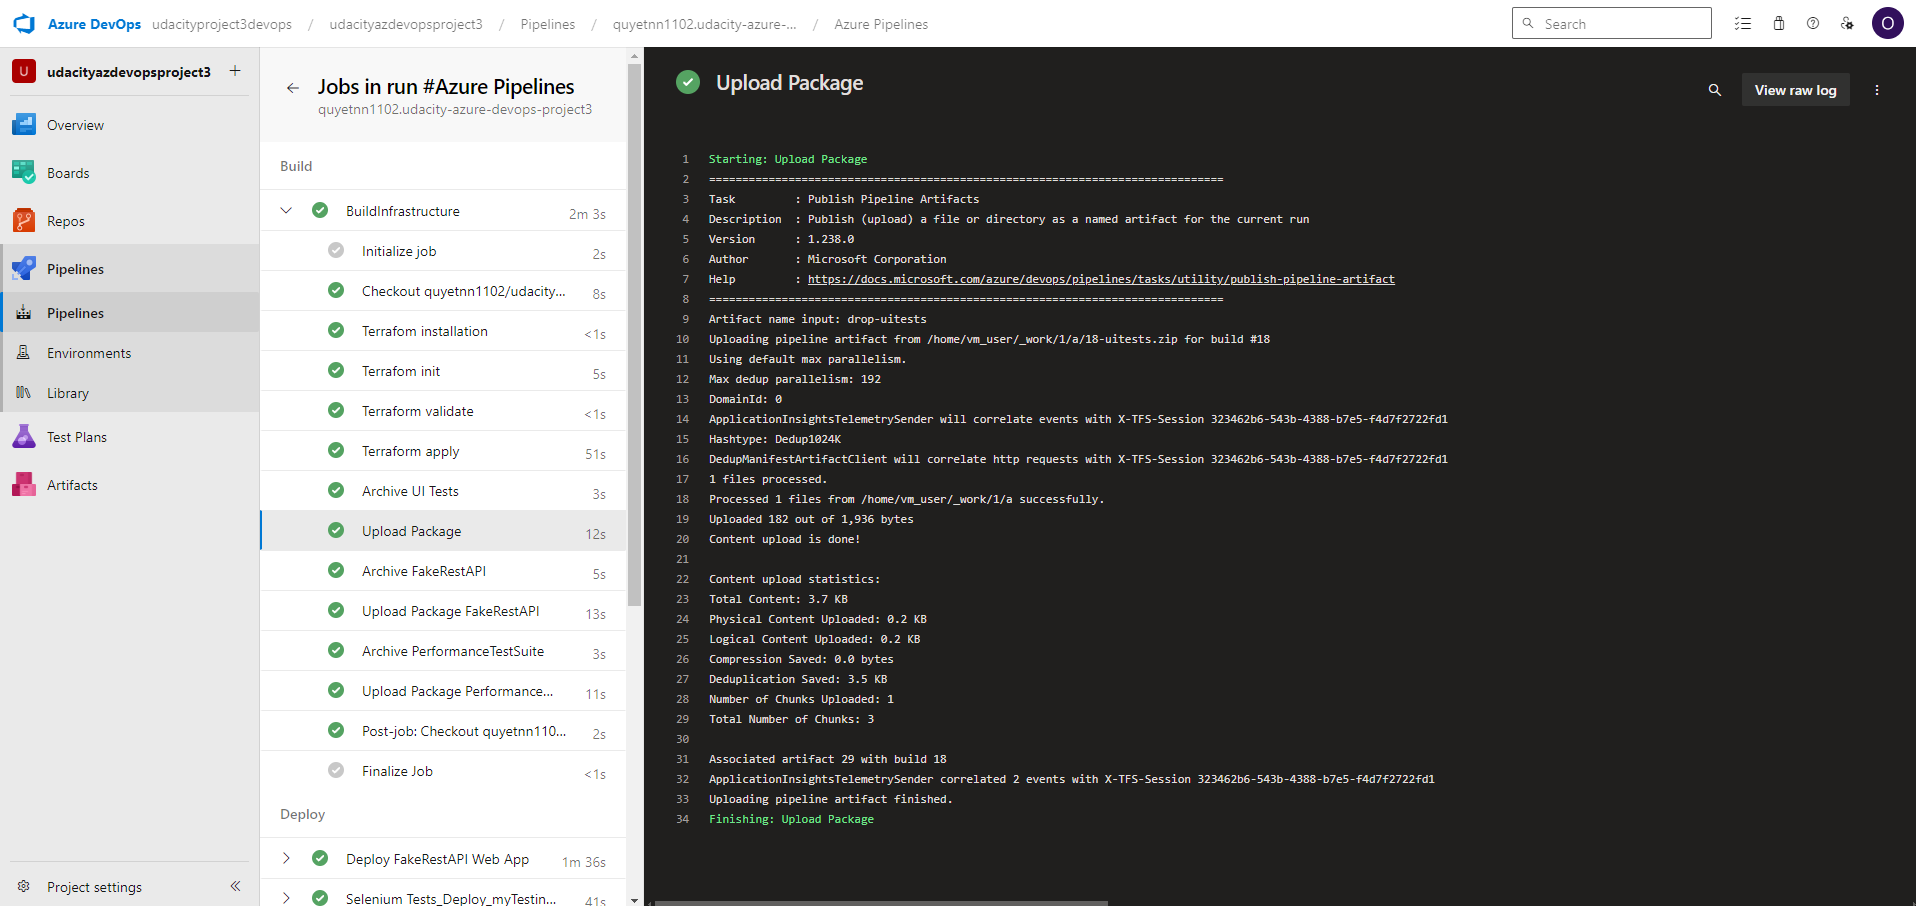 Azure DevOps udacityproject3devops / udacityazdevopsproject3 / Pipelines / quyetnn1102.udacity-azure-... / Azure Pipelines
Search
O
U udacityazdevopsproject3 +
Overview
Boards
Repos
Pipelines
Pipelines
Environments
Library
Test Plans
Artifacts
Project settings
Jobs in run #Azure Pipelines
quyetnn1102.udacity-azure-devops-project3
Build
BuildInfrastructure 2m 3s
Initialize job 2s
Checkout quyetnn1102/udacity... 8s
Terrafom installation <1s
Terrafom init 5s
Terraform validate <1s
Terraform apply 51s
Archive UI Tests 3s
Upload Package 12s
Archive FakeRestAPI 5s
Upload Package FakeRestAPI 13s
Archive PerformanceTestSuite 3s
Upload Package Performance... 11s
Post-job: Checkout quyetnn110... 2s
Finalize Job <1s
Deploy
Deploy FakeRestAPI Web App 1m 36s
Selenium Tests_Deploy_myTestin... 41s
Upload Package
View raw log
1 Starting: Upload Package
2 ==============================================================================
3 Task : Publish Pipeline Artifacts
4 Description : Publish (upload) a file or directory as a named artifact for the current run
5 Version : 1.238.0
6 Author : Microsoft Corporation
7 Help : https://docs.microsoft.com/azure/devops/pipelines/tasks/utility/publish-pipeline-artifact
8 ==============================================================================
9 Artifact name input: drop-uitests
10 Uploading pipeline artifact from /home/vm_user/_work/1/a/18-uitests.zip for build #18
11 Using default max parallelism.
12 Max dedup parallelism: 192
13 DomainId: 0
14 ApplicationInsightsTelemetrySender will correlate events with X-TFS-Session 323462b6-543b-4388-b7e5-f4d7f2722fd1
15 Hashtype: Dedup1024K
16 DedupManifestArtifactClient will correlate http requests with X-TFS-Session 323462b6-543b-4388-b7e5-f4d7f2722fd1
17 1 files processed.
18 Processed 1 files from /home/vm_user/_work/1/a successfully.
19 Uploaded 182 out of 1,936 bytes
20 Content upload is done!
21
22 Content upload statistics:
23 Total Content: 3.7 KB
24 Physical Content Uploaded: 0.2 KB
25 Logical Content Uploaded: 0.2 KB
26 Compression Saved: 0.0 bytes
27 Deduplication Saved: 3.5 KB
28 Number of Chunks Uploaded: 1
29 Total Number of Chunks: 3
30
31 Associated artifact 29 with build 18
32 ApplicationInsightsTelemetrySender correlated 2 events with X-TFS-Session 323462b6-543b-4388-b7e5-f4d7f2722fd1
33 Uploading pipeline artifact finished.
34 Finishing: Upload Package